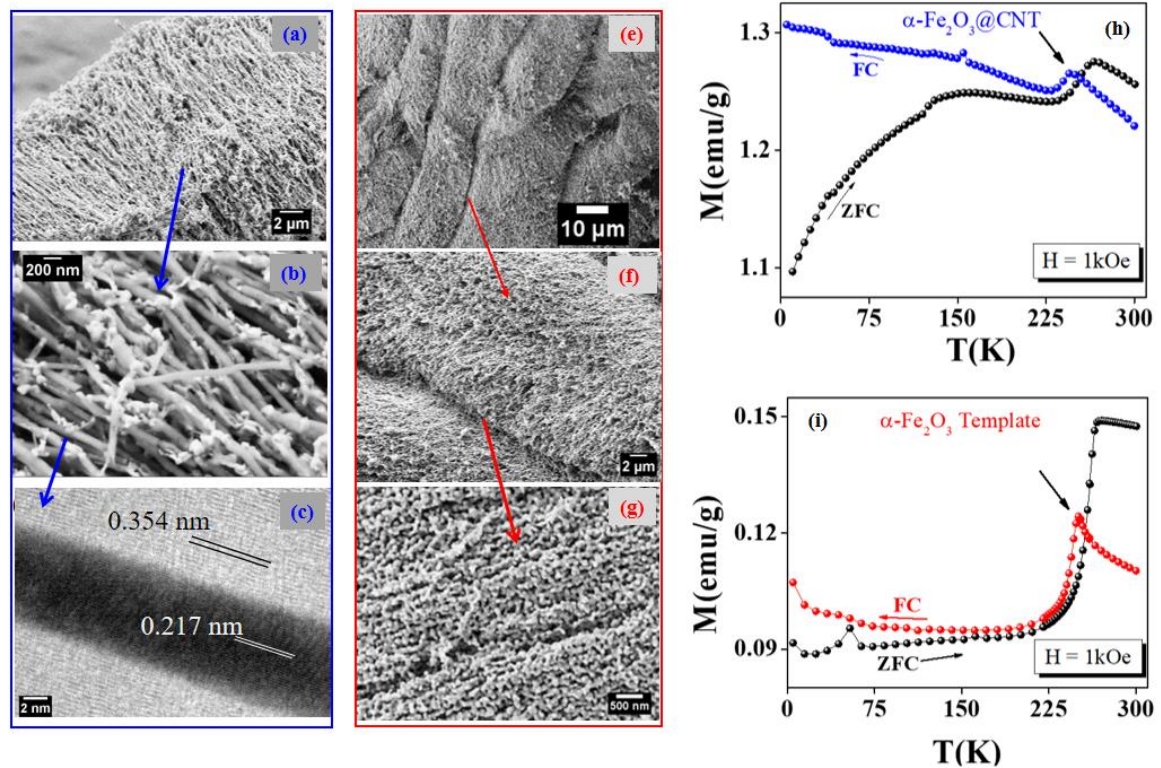 (a)
2 µm
200 nm
(b)
(c)
0.354 nm
0.217 nm
2 nm
(e)
10 µm
(f)
2 µm
(g)
500 nm
(h)
α-Fe₂O₃@CNT
FC
ZFC
H = 1kOe
M(emu/g)
1.3
1.2
1.1
0 75 150 225 300
T(K)
(i)
α-Fe₂O₃ Template
FC
ZFC
H = 1kOe
M(emu/g)
0.15
0.12
0.09
0 75 150 225 300
T(K)